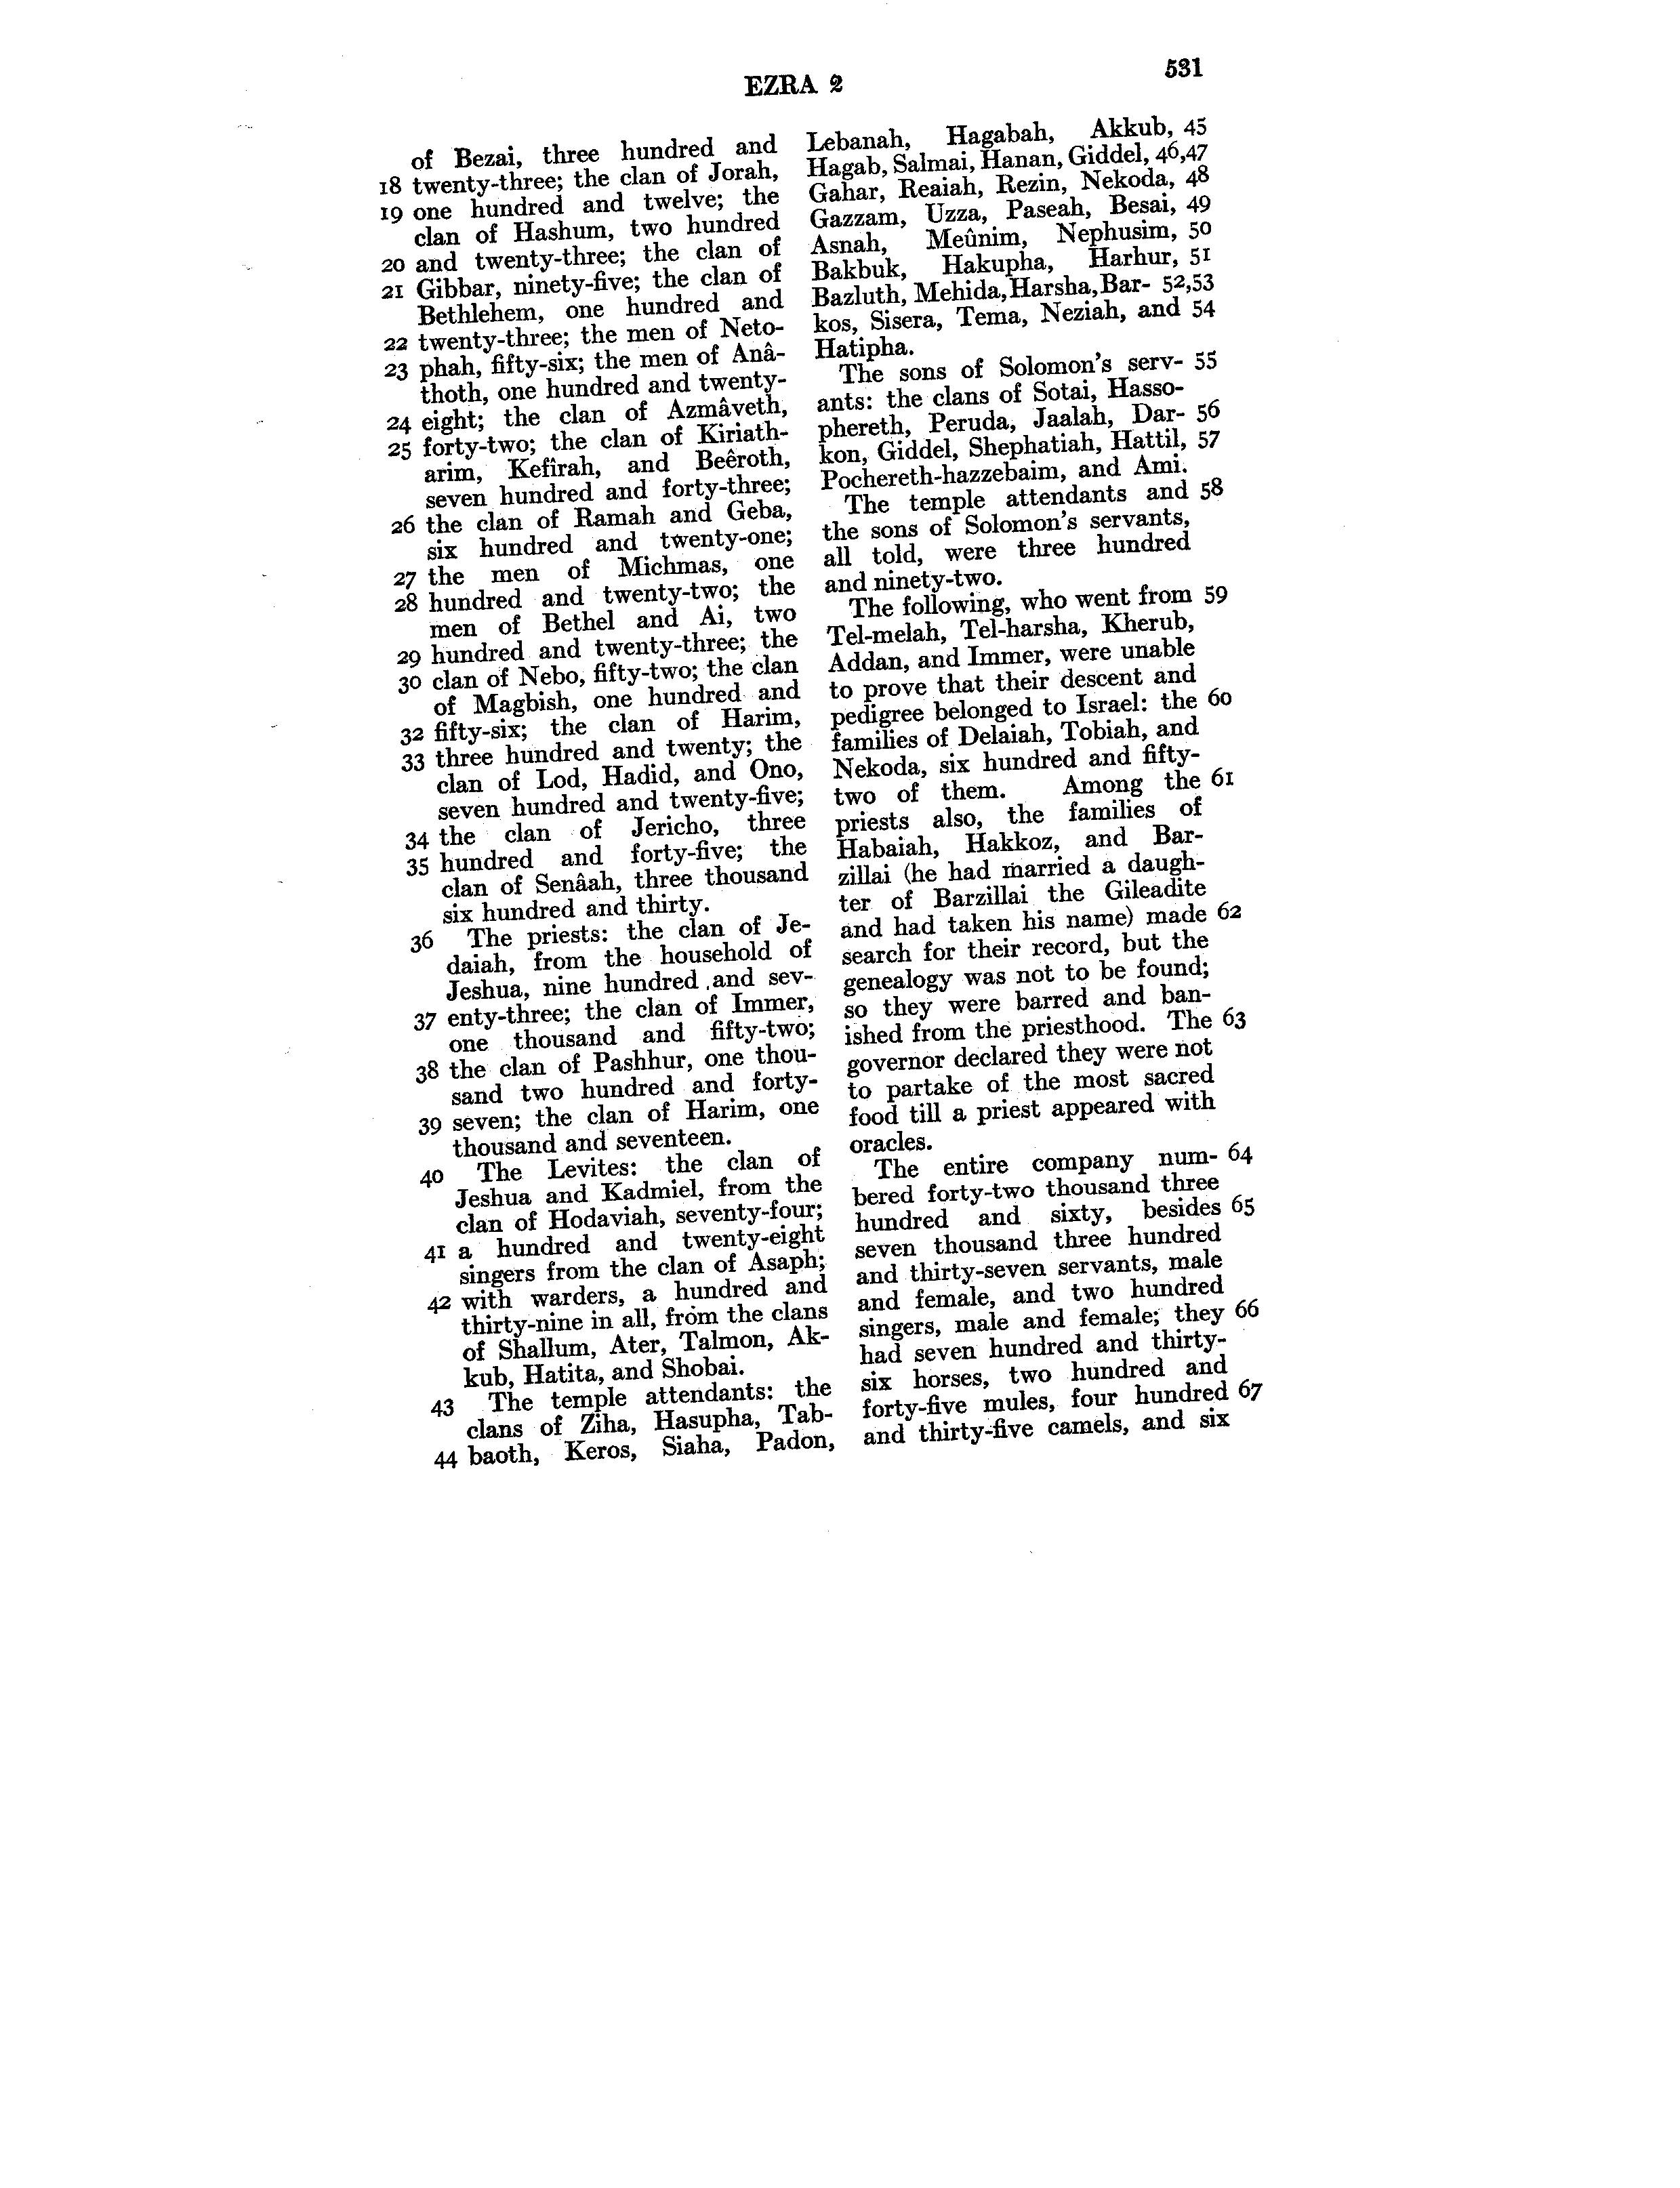 EZRA 2
531
of Bezai, three hundred and
18 twenty-three; the clan of Jorah,
19 one hundred and twelve; the
clan of Hashum, two hundred
20 and twenty-three; the clan of
21 Gibbar, ninety-five; the clan of
Bethlehem, one hundred and
22 twenty-three; the men of Neto-
23 phah, fifty-six; the men of Anâ-
thoth, one hundred and twenty-
24 eight; the clan of Azmâveth,
25 forty-two; the clan of Kiriath-
arim, Kefîrah, and Beêroth,
seven hundred and forty-three;
26 the clan of Ramah and Geba,
six hundred and twenty-one;
27 the men of Michmas, one
28 hundred and twenty-two; the
men of Bethel and Ai, two
29 hundred and twenty-three; the
30 clan of Nebo, fifty-two; the clan
of Magbish, one hundred and
32 fifty-six; the clan of Harim,
33 three hundred and twenty; the
clan of Lod, Hadid, and Ono,
seven hundred and twenty-five;
34 the clan of Jericho, three
35 hundred and forty-five; the
clan of Senâah, three thousand
six hundred and thirty.
36 The priests: the clan of Je-
daiah, from the household of
Jeshua, nine hundred and sev-
37 enty-three; the clan of Immer,
one thousand and fifty-two;
38 the clan of Pashhur, one thou-
sand two hundred and forty-
39 seven; the clan of Harim, one
thousand and seventeen.
40 The Levites: the clan of
Jeshua and Kadmiel, from the
clan of Hodaviah, seventy-four;
41 a hundred and twenty-eight
singers from the clan of Asaph;
42 with warders, a hundred and
thirty-nine in all, from the clans
of Shallum, Ater, Talmon, Ak-
kub, Hatita, and Shobai.
43 The temple attendants: the
clans of Ziha, Hasupha, Tab-
44 baoth, Keros, Siaha, Padon,
Lebanah, Hagabah, Akkub, 45
Hagab, Salmai, Hanan, Giddel, 46,47
Gahar, Reaiah, Rezin, Nekoda, 48
Gazzam, Uzza, Paseah, Besai, 49
Asnah, Meûnim, Nephusim, 50
Bakbuk, Hakupha, Harhur, 51
Bazluth, Mehida, Harsha, Bar- 52,53
kos, Sisera, Tema, Neziah, and 54
Hatipha.
The sons of Solomon's serv- 55
ants: the clans of Sotai, Hasso-
phereth, Peruda, Jaalah, Dar- 56
kon, Giddel, Shephatiah, Hattil, 57
Pochereth-hazzebaim, and Ami.
The temple attendants and 58
the sons of Solomon's servants,
all told, were three hundred
and ninety-two.
The following, who went from 59
Tel-melah, Tel-harsha, Kherub,
Addan, and Immer, were unable
to prove that their descent and
pedigree belonged to Israel: the 60
families of Delaiah, Tobiah, and
Nekoda, six hundred and fifty-
two of them. Among the 61
priests also, the families of
Habaiah, Hakkoz, and Bar-
zillai (he had married a daugh-
ter of Barzillai the Gileadite
and had taken his name) made 62
search for their record, but the
genealogy was not to be found;
so they were barred and ban-
ished from the priesthood. The 63
governor declared they were not
to partake of the most sacred
food till a priest appeared with
oracles.
The entire company num- 64
bered forty-two thousand three
hundred and sixty, besides 65
seven thousand three hundred
and thirty-seven servants, male
and female, and two hundred
singers, male and female; they 66
had seven hundred and thirty-
six horses, two hundred and
forty-five mules, four hundred 67
and thirty-five camels, and six